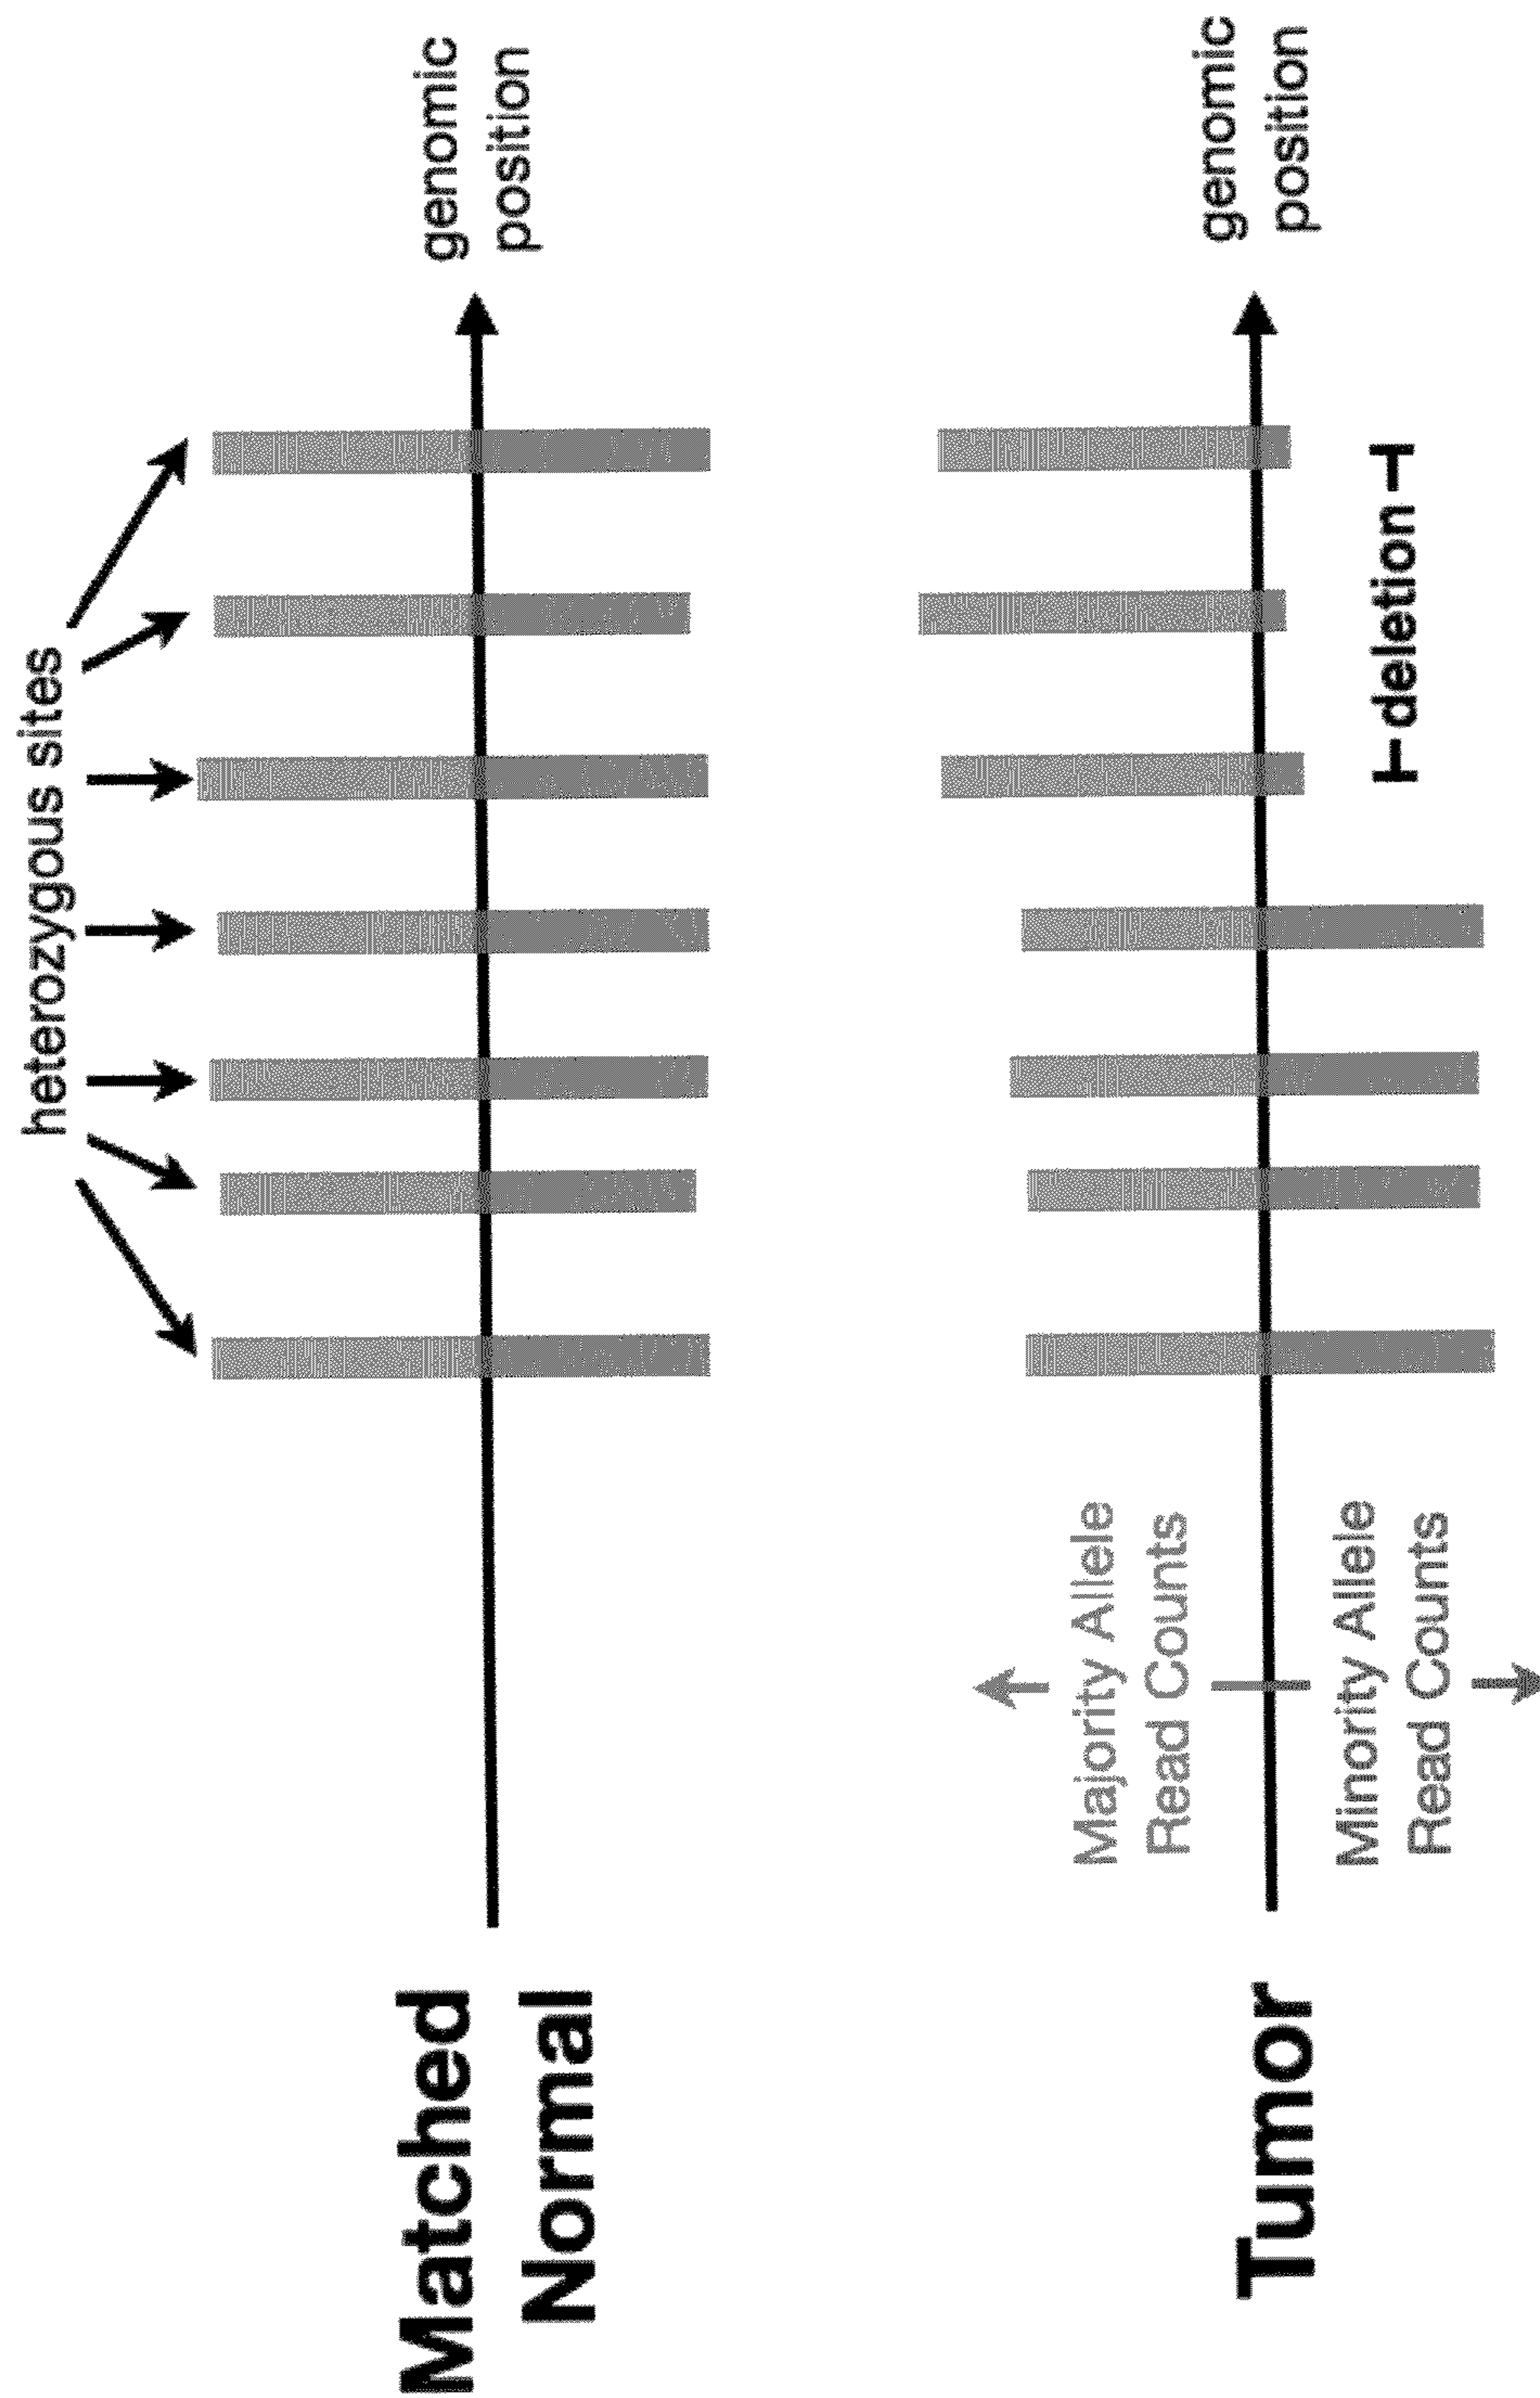 heterozygous sites
Matched
Normal
genomic
position
Majority Allele
Read Counts
Tumor
genomic
position
Minority Allele
Read Counts
deletion